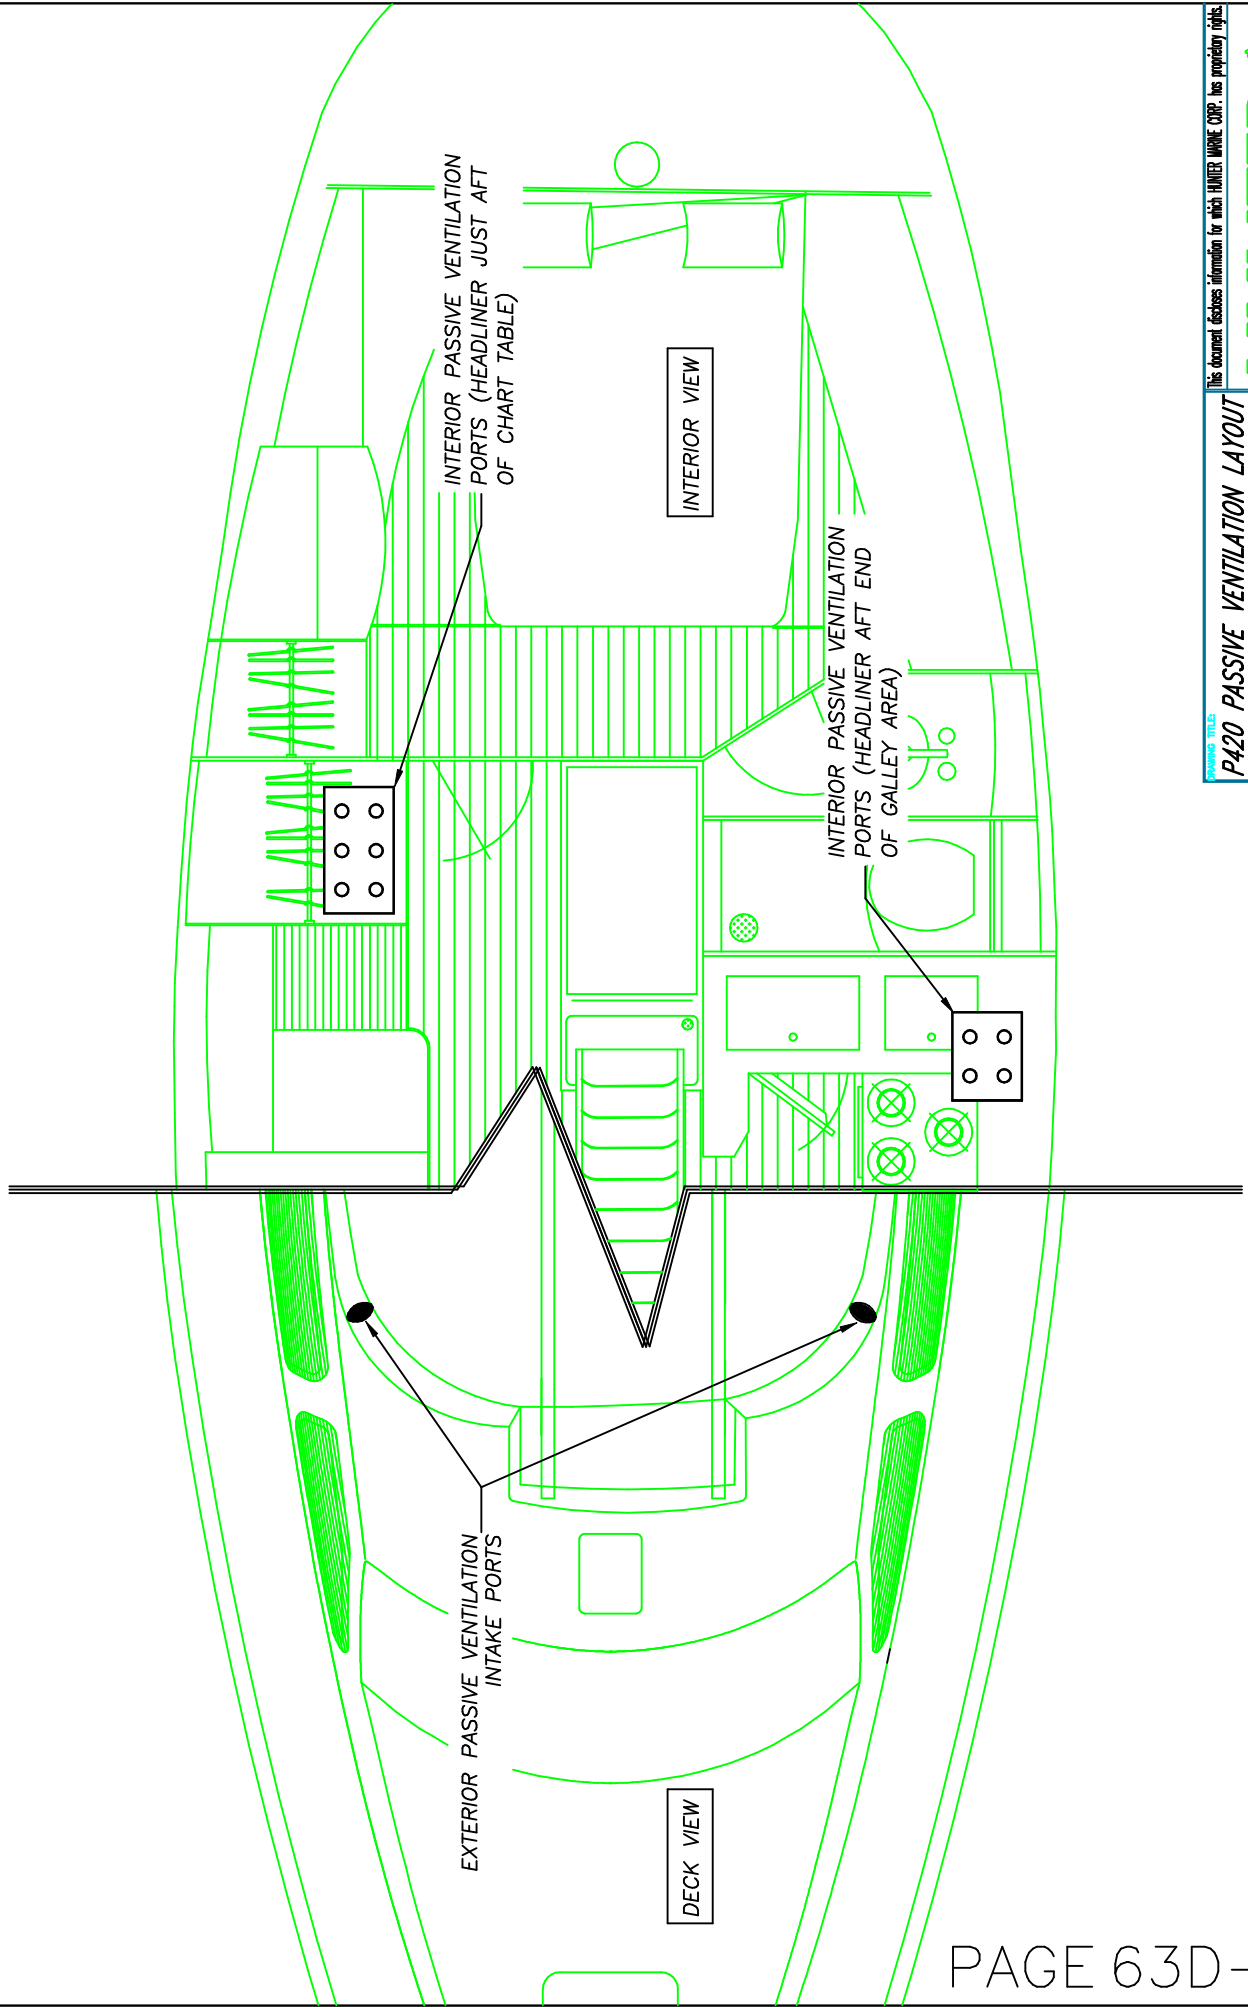 INTERIOR PASSIVE VENTILATION
PORTS (HEADLINER JUST AFT
OF CHART TABLE)
INTERIOR VIEW
INTERIOR PASSIVE VENTILATION
PORTS (HEADLINER AFT END
OF GALLEY AREA)
EXTERIOR PASSIVE VENTILATION
INTAKE PORTS
DECK VIEW
This document discloses information for which HUNTER MARINE CORP. has proprietary rights.
DRAWING TITLE:
P420 PASSIVE VENTILATION LAYOUT
PAGE 63D-